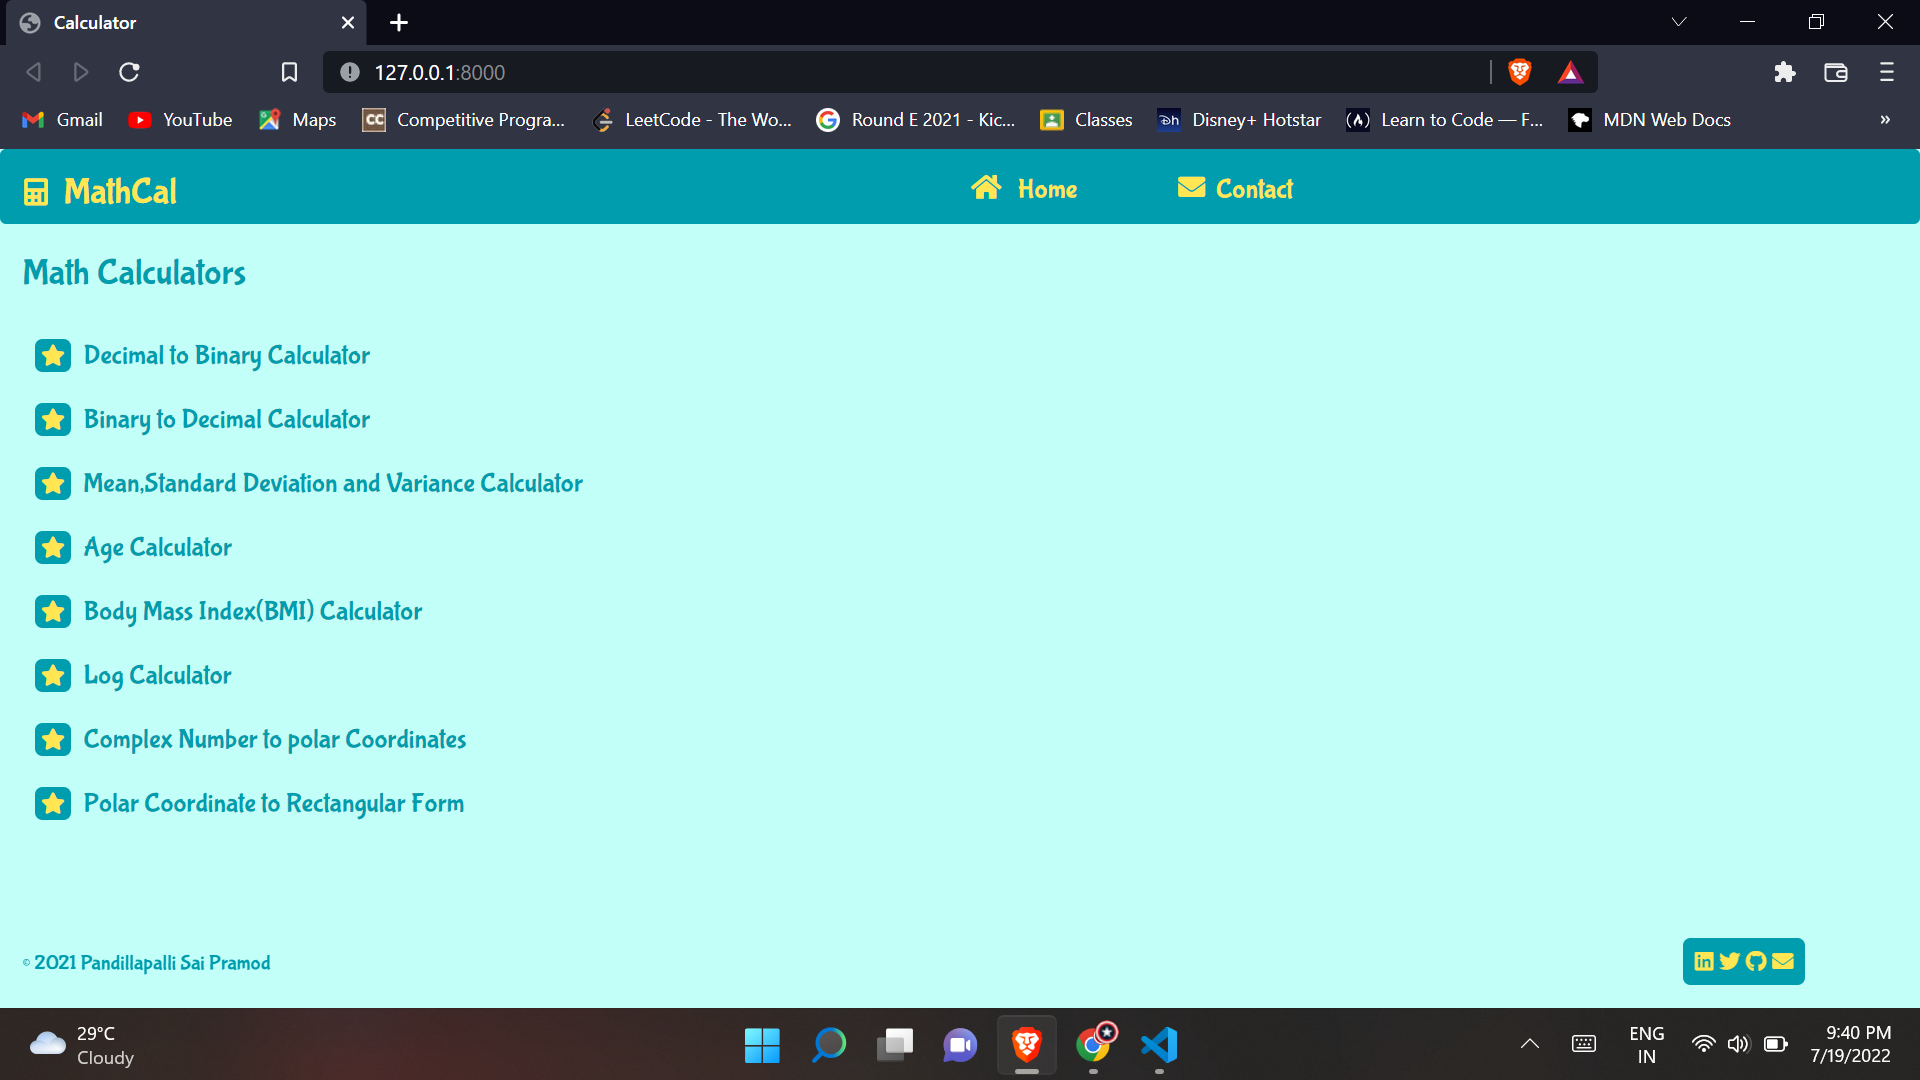 Calculator
127.0.0.1:8000
Gmail YouTube Maps CC Competitive Progra... LeetCode - The Wo... Round E 2021 - Kic... Classes Disney+ Hotstar Learn to Code — F... MDN Web Docs »
MathCal Home Contact
Math Calculators
Decimal to Binary Calculator
Binary to Decimal Calculator
Mean,Standard Deviation and Variance Calculator
Age Calculator
Body Mass Index(BMI) Calculator
Log Calculator
Complex Number to polar Coordinates
Polar Coordinate to Rectangular Form
© 2021 Pandillapalli Sai Pramod
29°C
Cloudy
ENG
IN
9:40 PM
7/19/2022